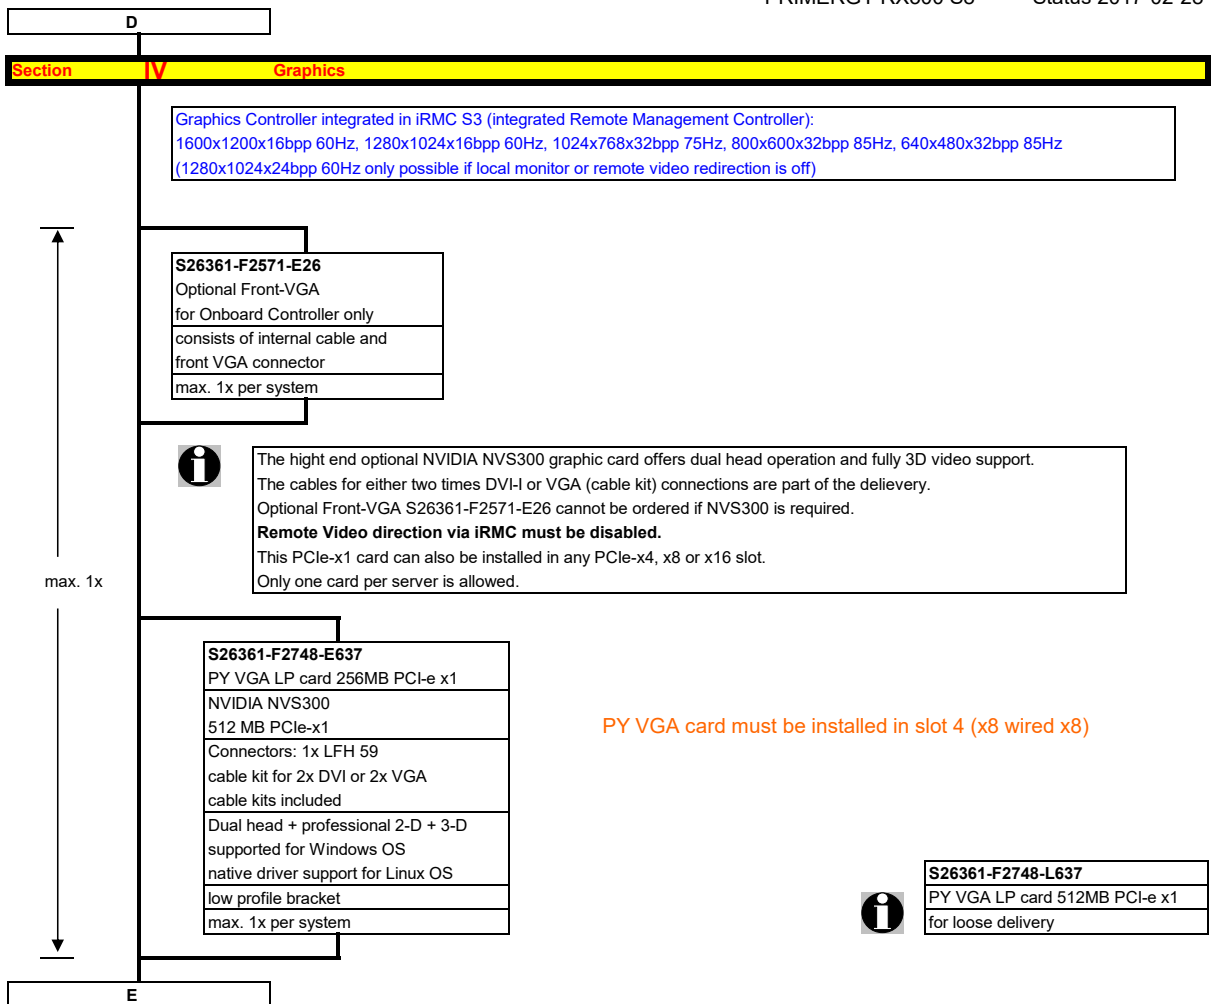 D
Section IV Graphics
Graphics Controller integrated in iRMC S3 (integrated Remote Management Controller):
1600x1200x16bpp 60Hz, 1280x1024x16bpp 60Hz, 1024x768x32bpp 75Hz, 800x600x32bpp 85Hz, 640x480x32bpp 85Hz
(1280x1024x24bpp 60Hz only possible if local monitor or remote video redirection is off)
S26361-F2571-E26
Optional Front-VGA
for Onboard Controller only
consists of internal cable and
front VGA connector
max. 1x per system
The hight end optional NVIDIA NVS300 graphic card offers dual head operation and fully 3D video support.
The cables for either two times DVI-I or VGA (cable kit) connections are part of the delievery.
Optional Front-VGA S26361-F2571-E26 cannot be ordered if NVS300 is required.
Remote Video direction via iRMC must be disabled.
This PCIe-x1 card can also be installed in any PCIe-x4, x8 or x16 slot.
Only one card per server is allowed.
max. 1x
S26361-F2748-E637
PY VGA LP card 256MB PCI-e x1
NVIDIA NVS300
512 MB PCIe-x1
Connectors: 1x LFH 59
cable kit for 2x DVI or 2x VGA
cable kits included
Dual head + professional 2-D + 3-D
supported for Windows OS
native driver support for Linux OS
low profile bracket
max. 1x per system
PY VGA card must be installed in slot 4 (x8 wired x8)
S26361-F2748-L637
PY VGA LP card 512MB PCI-e x1
for loose delivery
E